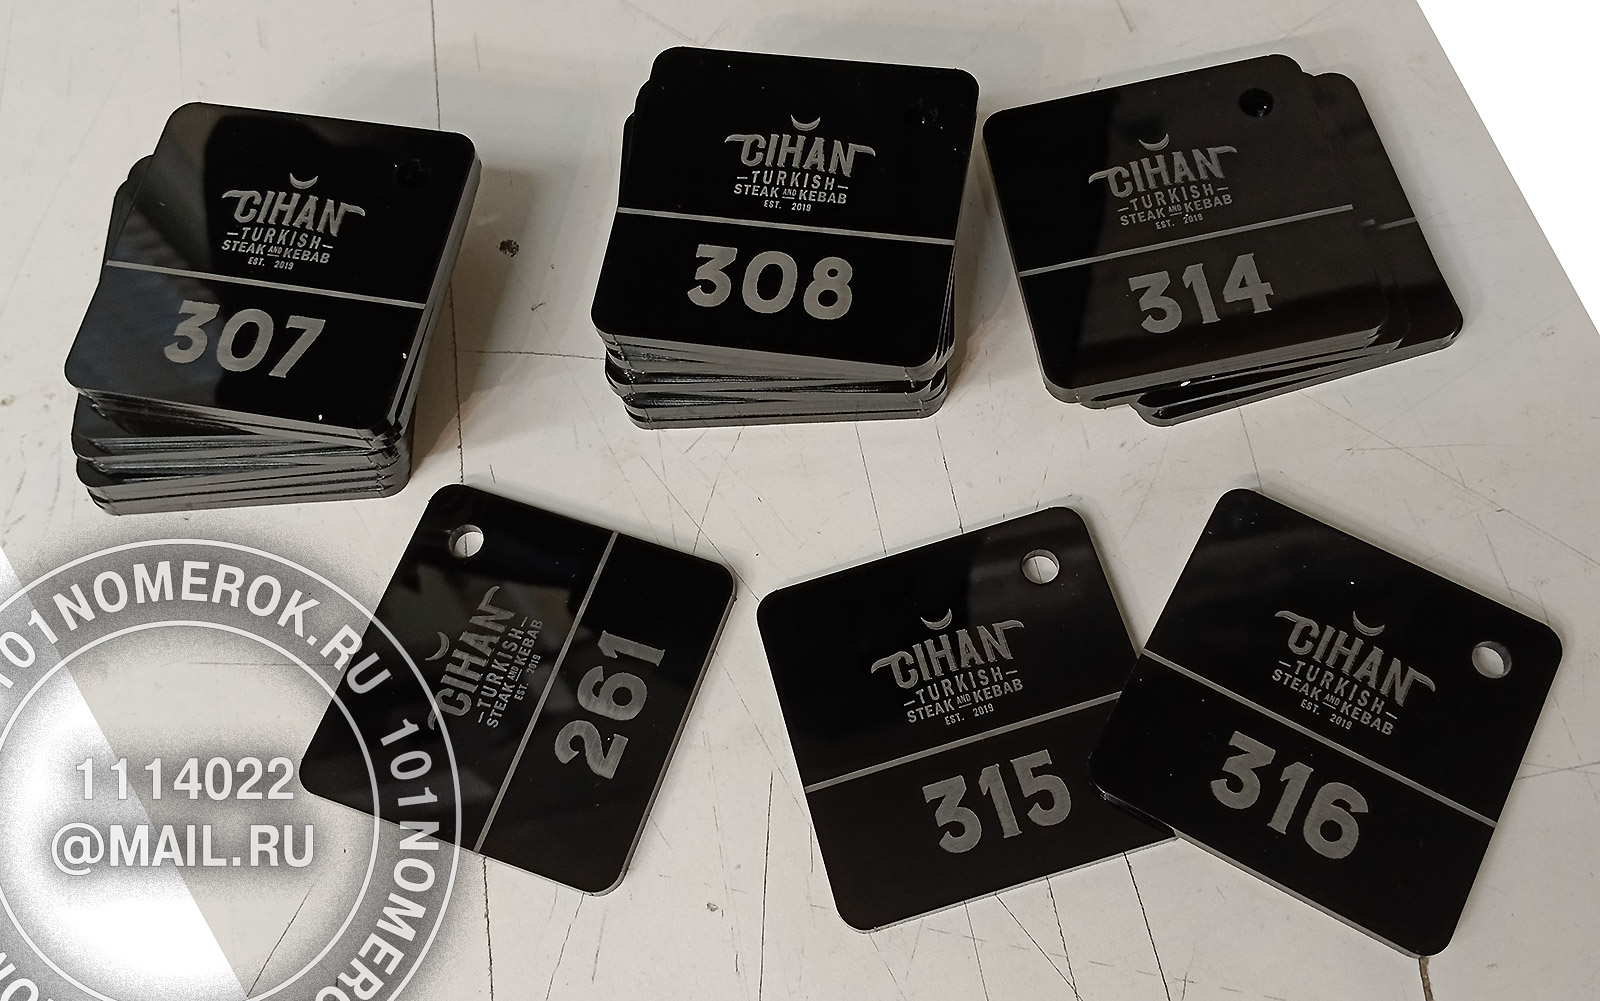 CIHAN
TURKISH
STEAK AND KEBAB
EST. 2019
307
CIHAN
TURKISH
STEAK AND KEBAB
EST. 2019
308
CIHAN
TURKISH
STEAK AND KEBAB
EST. 2019
314
CIHAN
TURKISH
STEAK AND KEBAB
EST. 2019
261
CIHAN
TURKISH
STEAK AND KEBAB
EST. 2019
315
CIHAN
TURKISH
STEAK AND KEBAB
EST. 2019
316
101NOMEROK.RU 101NOMEROK
1114022
@MAIL.RU